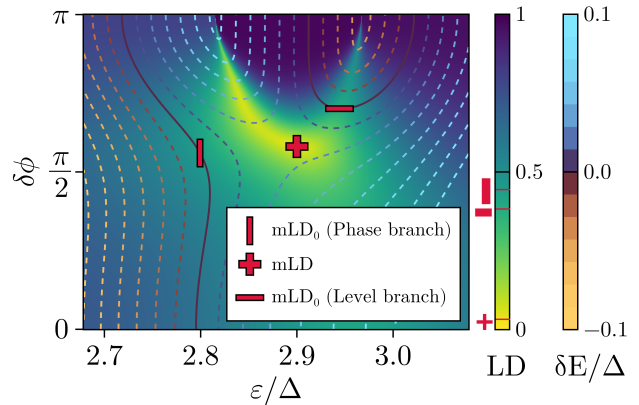 π
π
2
0
δϕ
2.7
2.8
2.9
3.0
ε/Δ
mLD₀ (Phase branch)
mLD
mLD₀ (Level branch)
1
0.5
0
LD
0.1
0.0
−0.1
δE/Δ